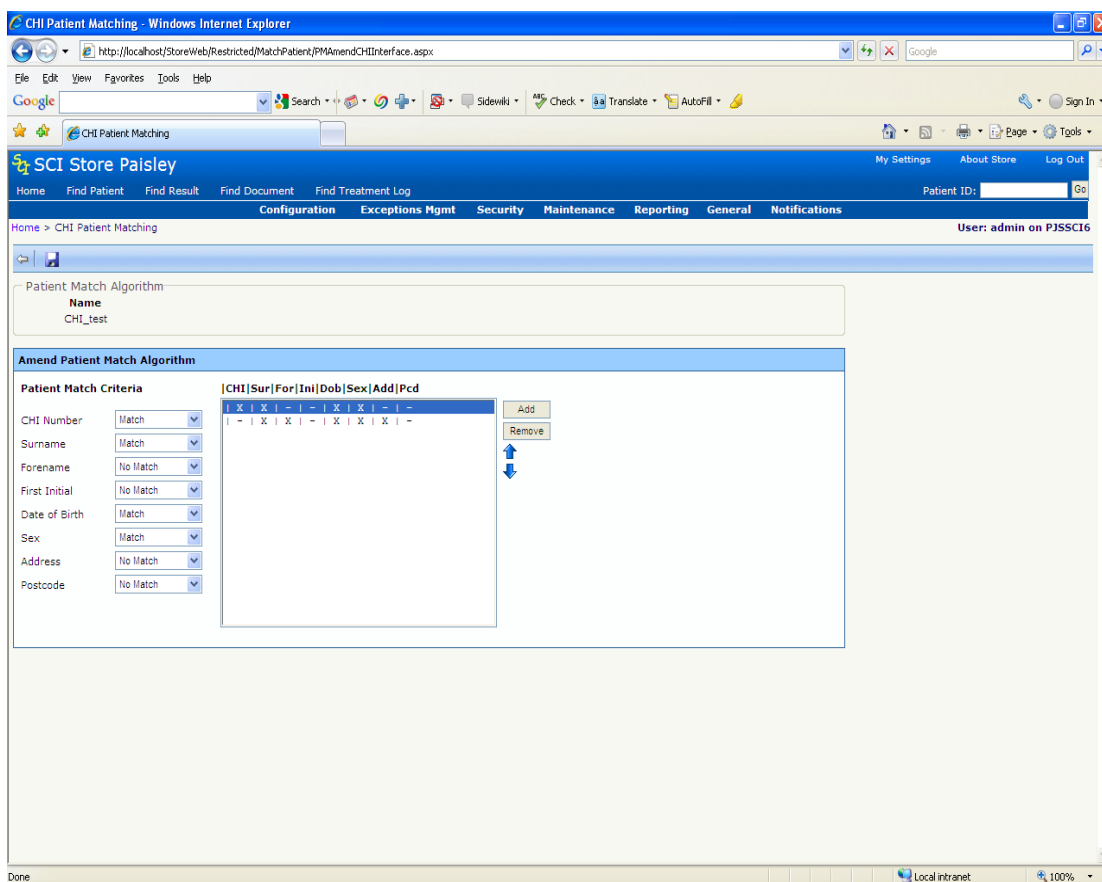 CHI Patient Matching - Windows Internet Explorer
http://localhost/StoreWeb/Restricted/MatchPatient/PMAmendCHIInterface.aspx
Google
File Edit View Favorites Tools Help
Google
Search
Sidewiki
Check
Translate
AutoFill
Sign In
CHI Patient Matching
Page
Tools
SCI Store Paisley
My Settings About Store Log Out
Home Find Patient Find Result Find Document Find Treatment Log
Patient ID: Go
Configuration Exceptions Mgmt Security Maintenance Reporting General Notifications
Home > CHI Patient Matching
User: admin on PJSSCI6
Patient Match Algorithm
Name
CHI_test
Amend Patient Match Algorithm
Patient Match Criteria
|CHI|Sur|For|Ini|Dob|Sex|Add|Pcd
| X | X | - | - | X | X | - | -
| - | X | X | - | X | X | X | -
Add
Remove
CHI Number Match
Surname Match
Forename No Match
First Initial No Match
Date of Birth Match
Sex Match
Address No Match
Postcode No Match
Done
Local intranet
100%